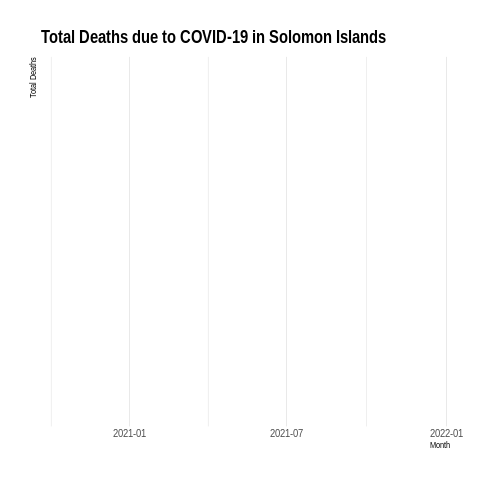 Total Deaths due to COVID-19 in Solomon Islands
Total Deaths
2021-01
2021-07
2022-01
Month